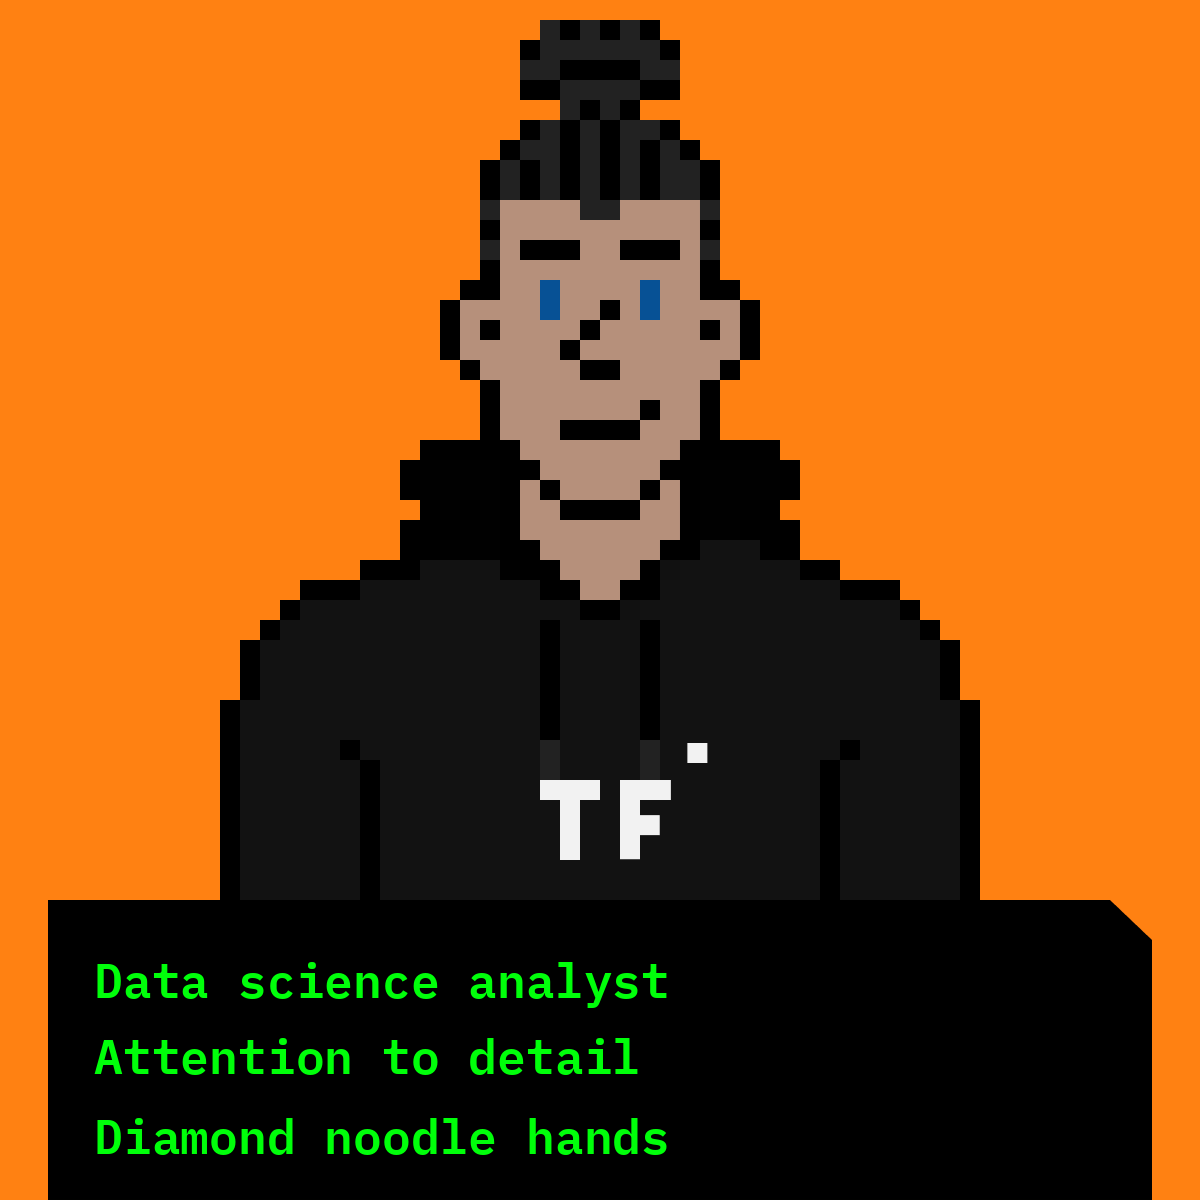 TF
Data science analyst
Attention to detail
Diamond noodle hands